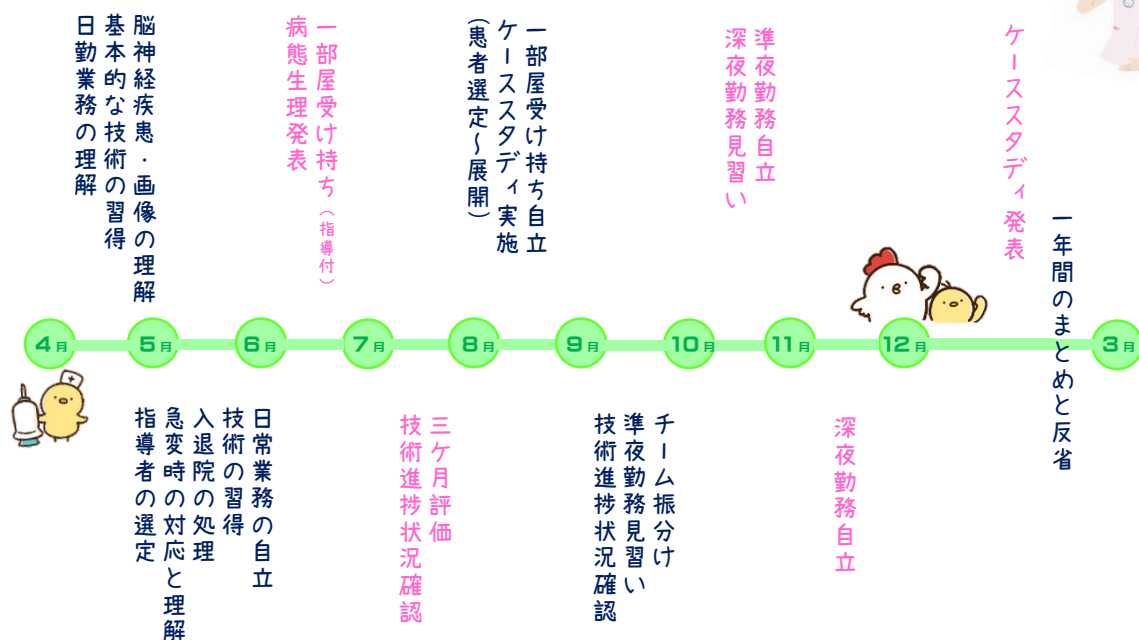 脳神経疾患・画像の理解
基本的な技術の習得
日勤業務の理解
一部屋受け持ち(指導付)
病態生理発表
一部屋受け持ち自立
ケーススタディ実施
(患者選定~展開)
準夜勤務自立
深夜勤務見習い
ケーススタディ発表
一年間のまとめと反省
4月
5月
6月
7月
8月
9月
10月
11月
12月
3月
日常業務の自立
技術の習得
入退院の処理
急変時の対応と理解
指導者の選定
三ケ月評価
技術進捗状況確認
チーム振分け
準夜勤務見習い
技術進捗状況確認
深夜勤務自立